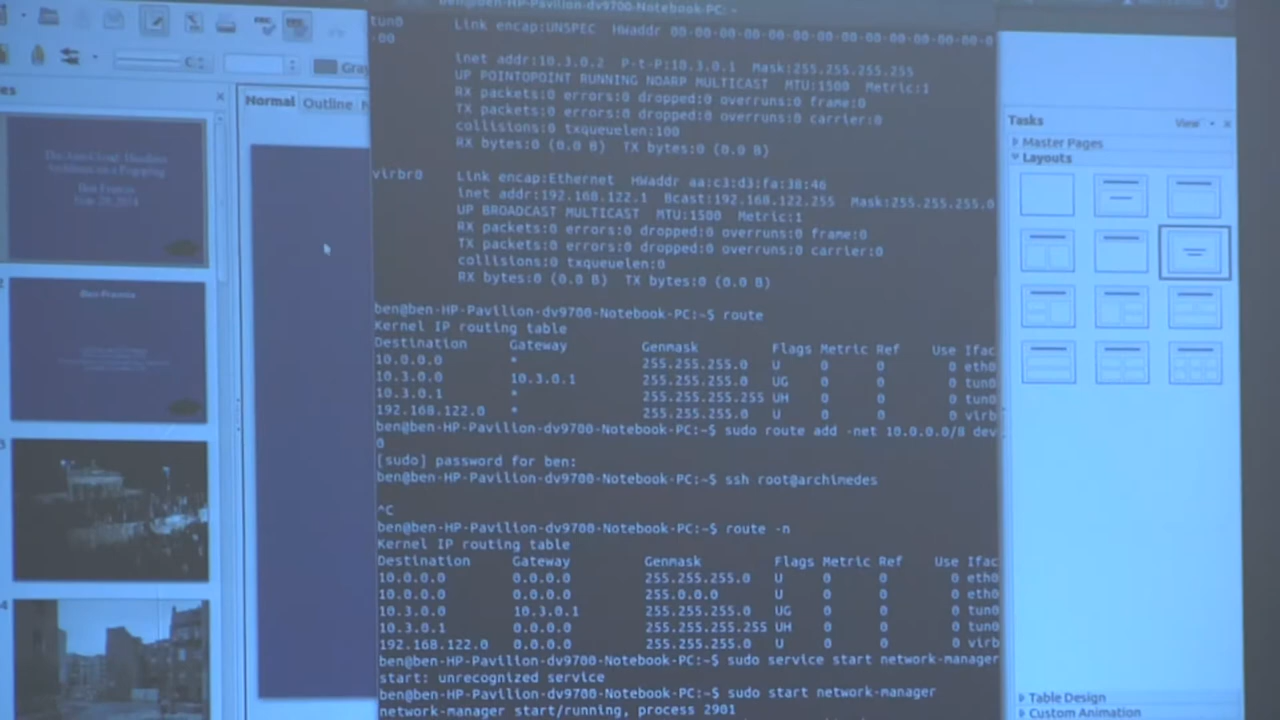 ben@ben-HP-Pavilion-dv9700-Notebook-PC: ~
tun0 Link encap:UNSPEC HWaddr 00-00-00-00-00-00-00-00-00-00-00-00-00-0
-00
inet addr:10.3.0.2 P-t-P:10.3.0.1 Mask:255.255.255.255
UP POINTOPOINT RUNNING NOARP MULTICAST MTU:1500 Metric:1
RX packets:0 errors:0 dropped:0 overruns:0 frame:0
TX packets:0 errors:0 dropped:0 overruns:0 carrier:0
collisions:0 txqueuelen:100
RX bytes:0 (0.0 B) TX bytes:0 (0.0 B)
virbr0 Link encap:Ethernet HWaddr aa:c3:d3:fa:38:46
inet addr:192.168.122.1 Bcast:192.168.122.255 Mask:255.255.255.0
UP BROADCAST MULTICAST MTU:1500 Metric:1
RX packets:0 errors:0 dropped:0 overruns:0 frame:0
TX packets:0 errors:0 dropped:0 overruns:0 carrier:0
collisions:0 txqueuelen:0
RX bytes:0 (0.0 B) TX bytes:0 (0.0 B)
ben@ben-HP-Pavilion-dv9700-Notebook-PC:~$ route
Kernel IP routing table
Destination Gateway Genmask Flags Metric Ref Use Ifac
10.0.0.0 * 255.255.255.0 U 0 0 0 eth0
10.3.0.0 10.3.0.1 255.255.255.0 UG 0 0 0 tun0
10.3.0.1 * 255.255.255.255 UH 0 0 0 tun0
192.168.122.0 * 255.255.255.0 U 0 0 0 virb
ben@ben-HP-Pavilion-dv9700-Notebook-PC:~$ sudo route add -net 10.0.0.0/8 dev
0
[sudo] password for ben:
ben@ben-HP-Pavilion-dv9700-Notebook-PC:~$ ssh root@archimedes
^C
ben@ben-HP-Pavilion-dv9700-Notebook-PC:~$ route -n
Kernel IP routing table
Destination Gateway Genmask Flags Metric Ref Use Ifac
10.0.0.0 0.0.0.0 255.255.255.0 U 0 0 0 eth0
10.0.0.0 0.0.0.0 255.0.0.0 U 0 0 0 eth0
10.3.0.0 10.3.0.1 255.255.255.0 UG 0 0 0 tun0
10.3.0.1 0.0.0.0 255.255.255.255 UH 0 0 0 tun0
192.168.122.0 0.0.0.0 255.255.255.0 U 0 0 0 virb
ben@ben-HP-Pavilion-dv9700-Notebook-PC:~$ sudo service start network-manager
start: unrecognized service
ben@ben-HP-Pavilion-dv9700-Notebook-PC:~$ sudo start network-manager
network-manager start/running, process 2901
Normal Outline
Tasks View
Master Pages
Layouts
Table Design
Custom Animation